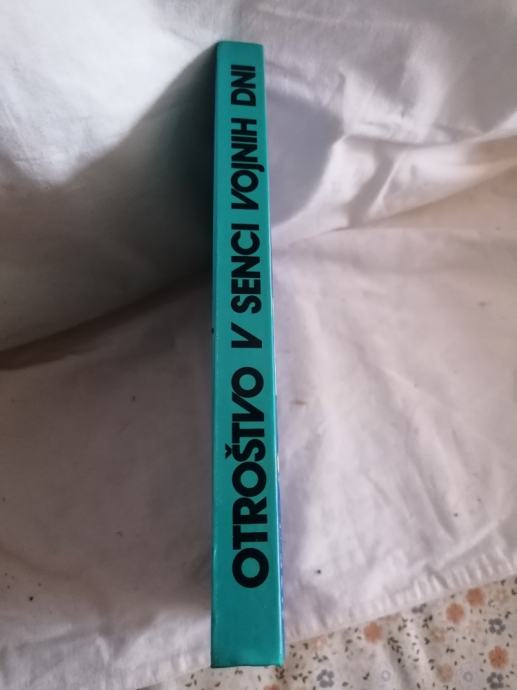 OTROŠTVO V SENCI VOJNIH DNI